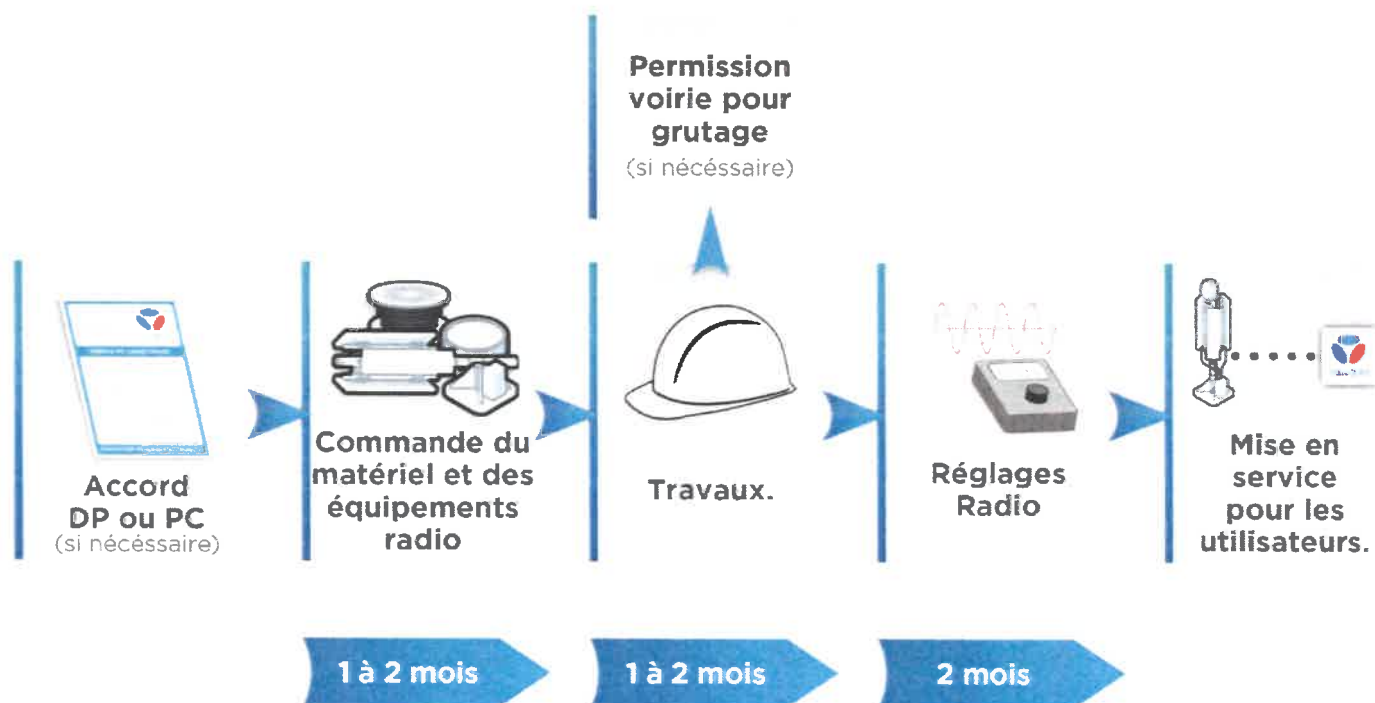 Permission
voirie pour
grutage
(si nécéssaire)
Accord
DP ou PC
(si nécéssaire)
Commande du
matériel et des
équipements
radio
Travaux.
Réglages
Radio
Mise en
service
pour les
utilisateurs.
1 à 2 mois
1 à 2 mois
2 mois